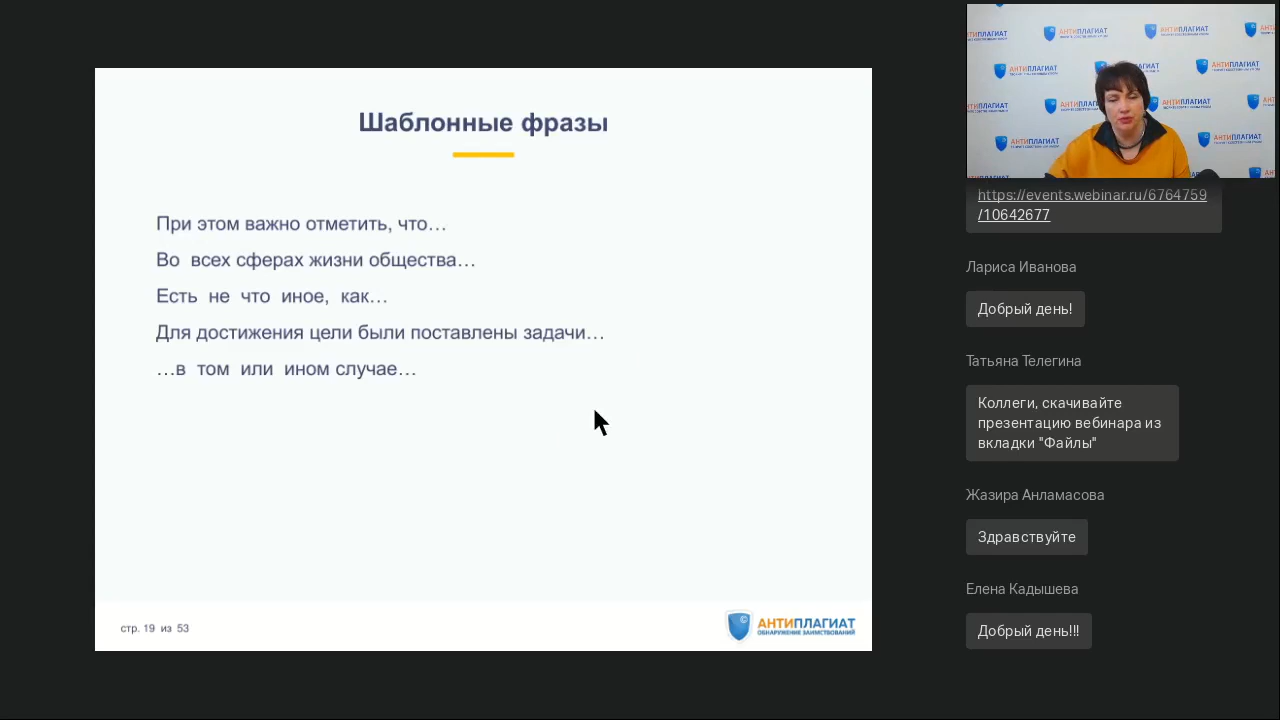 Шаблонные фразы
При этом важно отметить, что…
Во всех сферах жизни общества…
Есть не что иное, как…
Для достижения цели были поставлены задачи…
…в том или ином случае…
стр. 19 из 53
АНТИПЛАГИАТ
ОБНАРУЖЕНИЕ ЗАИМСТВОВАНИЙ
АНТИПЛАГИАТ
https://events.webinar.ru/6764759
/10642677
Лариса Иванова
Добрый день!
Татьяна Телегина
Коллеги, скачивайте
презентацию вебинара из
вкладки "Файлы"
Жазира Анламасова
Здравствуйте
Елена Кадышева
Добрый день!!!